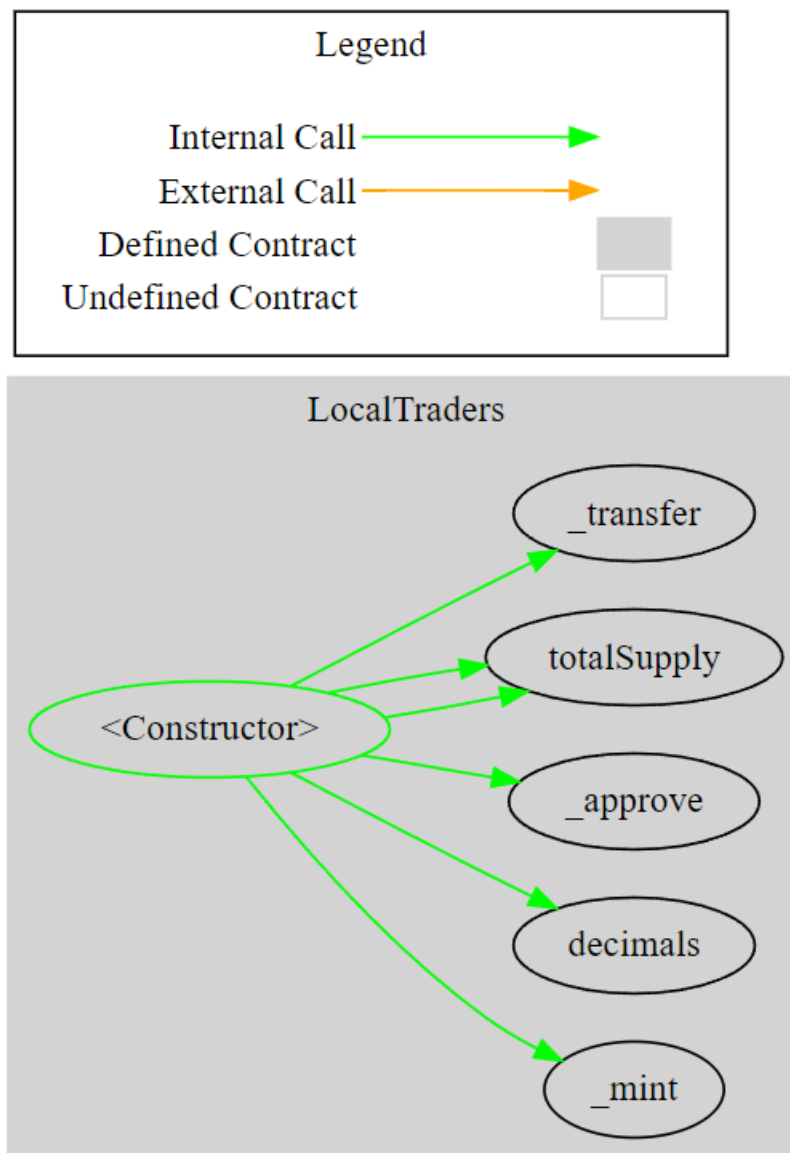 Legend
Internal Call
External Call
Defined Contract
Undefined Contract
LocalTraders
_transfer
totalSupply
<Constructor>
_approve
decimals
_mint